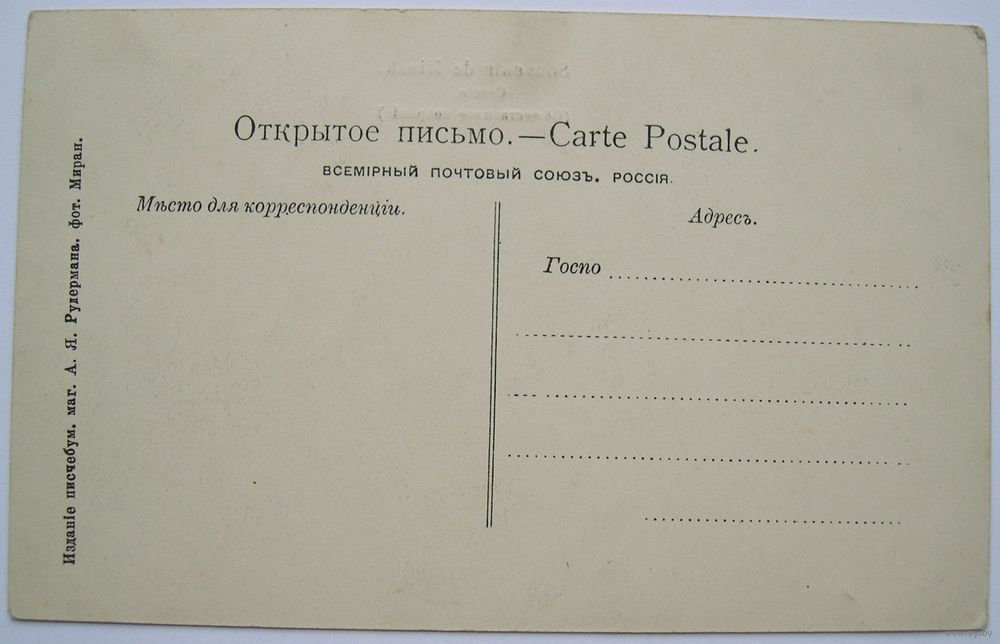 Открытое письмо.—Carte Postale.
ВСЕМІРНЫЙ ПОЧТОВЫЙ СОЮЗЪ. РОССІЯ.
Мѣсто для корреспонденціи.
Адресъ.
Госпо
Изданіе писчебум. маг. А. Я. Рудермана. фот. Миран.